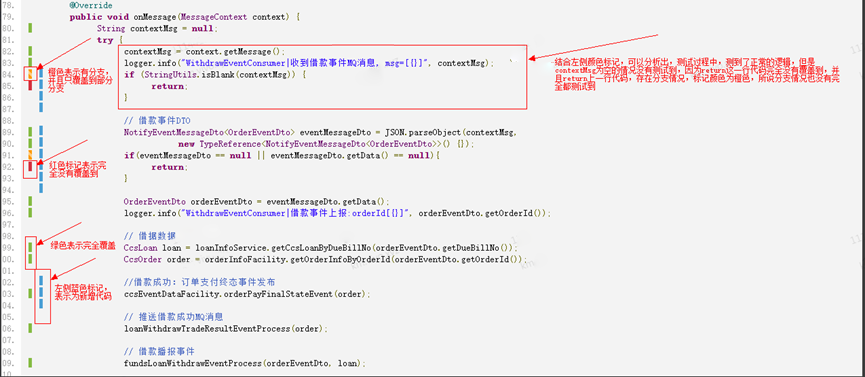 78. @Override
79. public void onMessage(MessageContext context) {
80. String contextMsg = null;
81. try {
82. contextMsg = context.getMessage();
83. logger.info("WithdrawEventConsumer|收到借款事件MQ消息, msg=[{}]", contextMsg);
84. if (StringUtils.isBlank(contextMsg)) {
85. return;
86. }
87.
88. // 借款事件DTO
89. NotifyEventMessageDto<OrderEventDto> eventMessageDto = JSON.parseObject(contextMsg,
90. new TypeReference<NotifyEventMessageDto<OrderEventDto>>() {});
91. if(eventMessageDto == null || eventMessageDto.getData() == null){
92. return;
93. }
94.
95. OrderEventDto orderEventDto = eventMessageDto.getData();
96. logger.info("WithdrawEventConsumer|借款事件上报:orderId[{}]", orderEventDto.getOrderId());
97.
98. // 借据数据
99. CcsLoan loan = loanInfoService.getCcsLoanByDueBillNo(orderEventDto.getDueBillNo());
00. CcsOrder order = orderInfoFacility.getOrderInfoByOrderId(orderEventDto.getOrderId());
01.
02. //借款成功：订单支付终态事件发布
03. ccsEventDataFacility.orderPayFinalStateEvent(order);
04.
05. // 推送借款成功MQ消息
06. loanWithdrawTradeResultEventProcess(order);
07.
08. // 借款播报事件
09. fundsLoanWithdrawEventProcess(orderEventDto, loan);
10.
橙色表示有分支，
并且只覆盖到部分
分支
红色标记表示完
全没有覆盖到
绿色表示完全覆盖
左侧蓝色标记，
表示为新增代码
结合左侧颜色标记，可以分析出，测试过程中，测到了正常的逻辑，但是
contextMsg为空的情况没有测试到，因为return这一行代码完全没有覆盖到，并
且return上一行代码，存在分支情况，标记颜色为橙色，所说分支情况也没有完
全都测试到